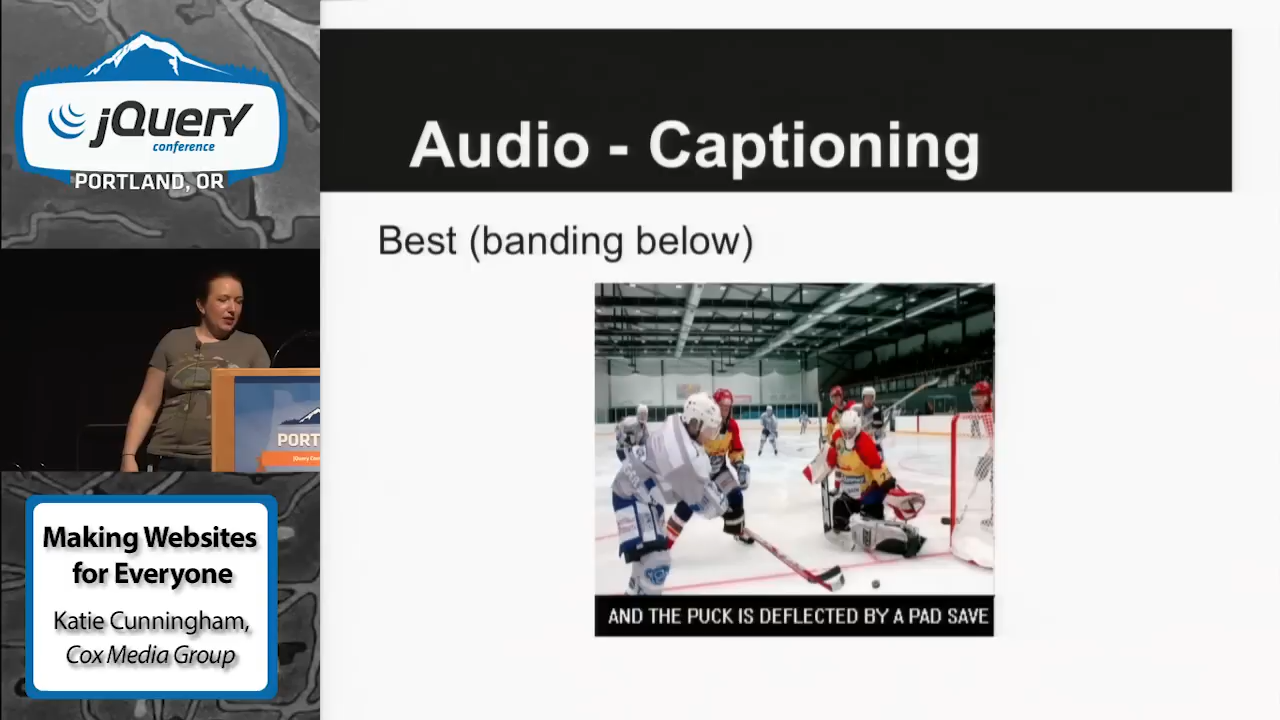 jQuery
conference
PORTLAND, OR
Audio - Captioning
Best (banding below)
AND THE PUCK IS DEFLECTED BY A PAD SAVE
PORT
Making Websites
for Everyone
Katie Cunningham,
Cox Media Group